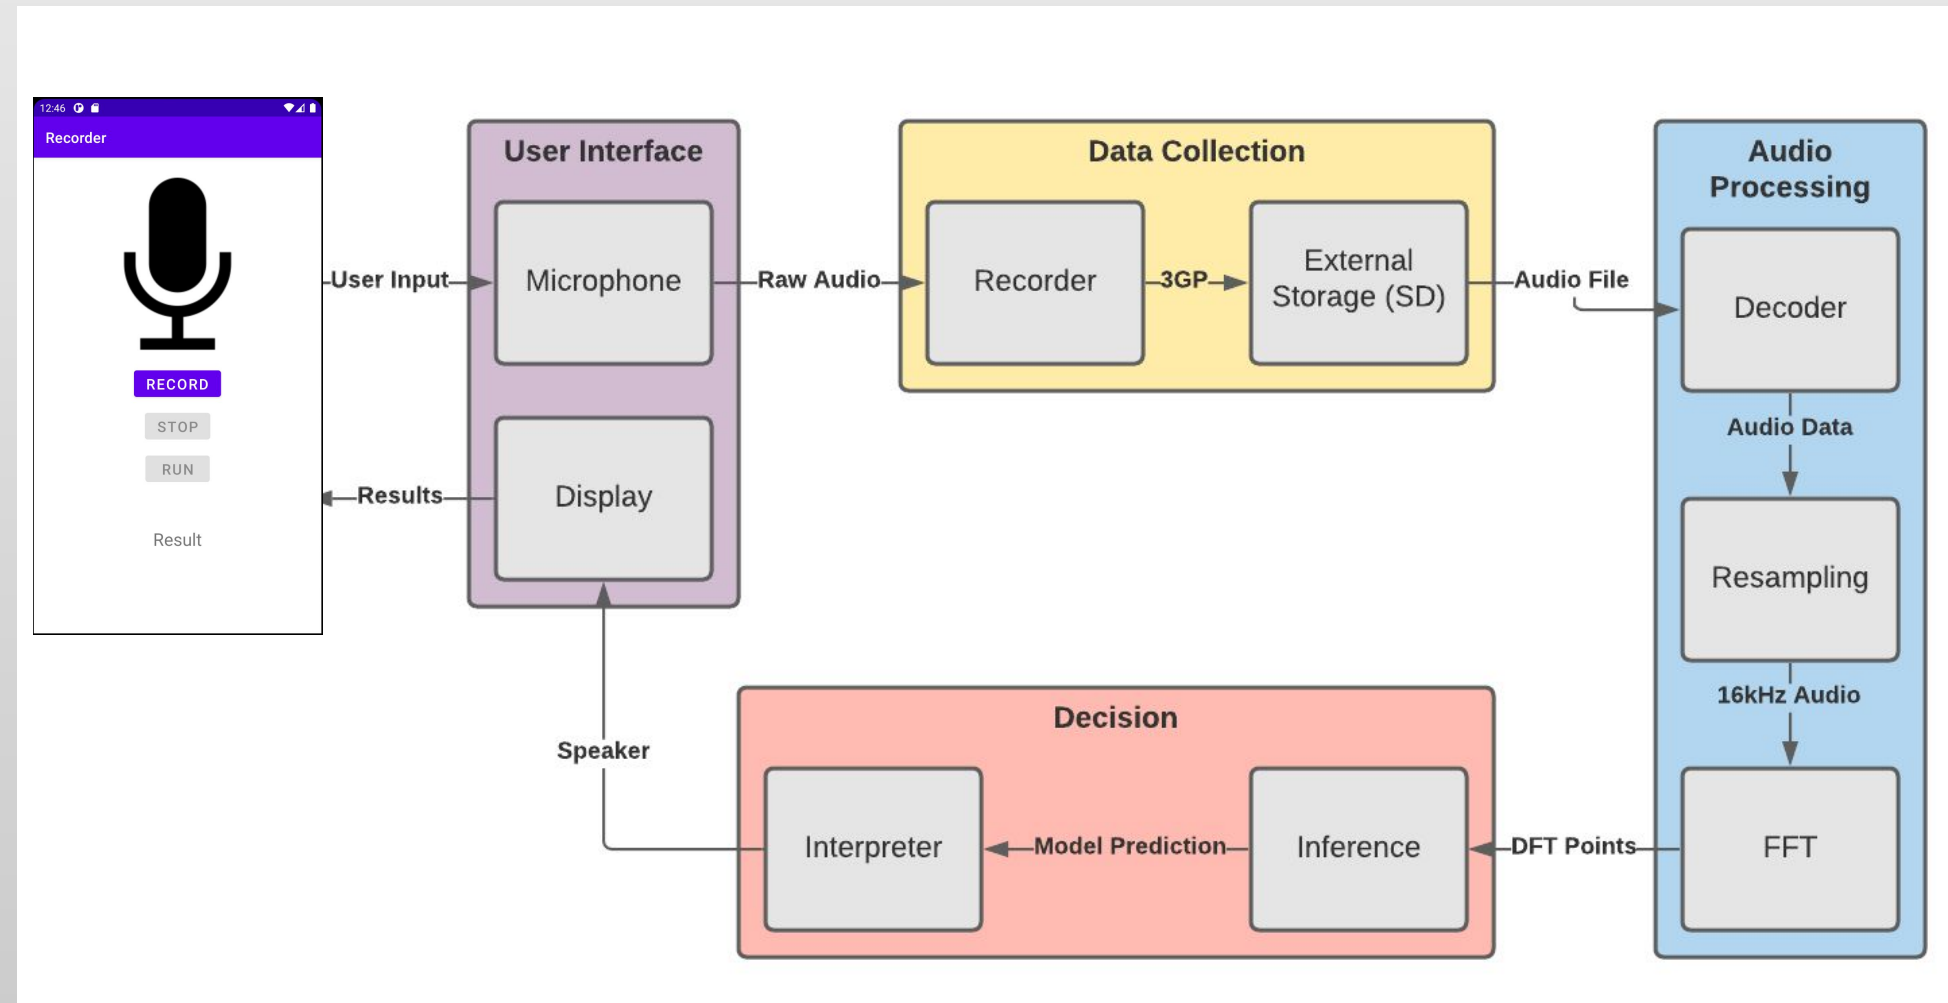 12:46
Recorder
RECORD
STOP
RUN
Result
User Input
Results
User Interface
Microphone
Display
Raw Audio
Data Collection
Recorder
3GP
External
Storage (SD)
Audio File
Audio
Processing
Decoder
Audio Data
Resampling
16kHz Audio
FFT
DFT Points
Decision
Inference
Model Prediction
Interpreter
Speaker